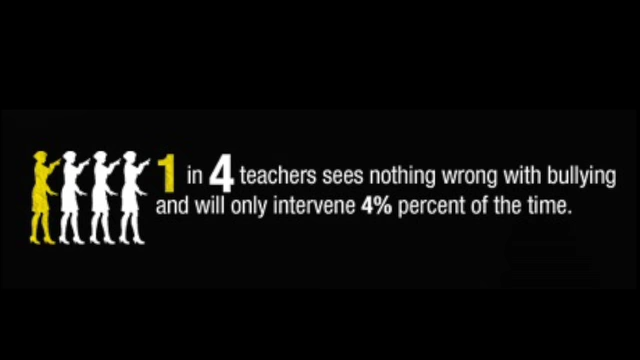 1 in 4 teachers sees nothing wrong with bullying
and will only intervene 4% percent of the time.